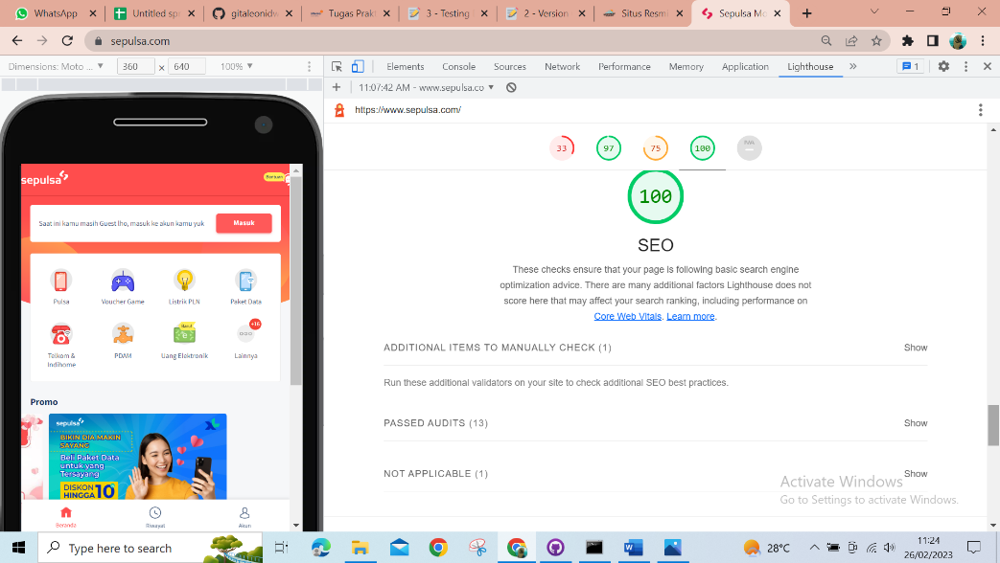 WhatsApp
Untitled spr
gitaleonidw
Tugas Prakt
3 - Testing
2 - Version
Situs Resmi
Sepulsa Mo
sepulsa.com
Dimensions: Moto ...
360 x 640
100%
Elements
Console
Sources
Network
Performance
Memory
Application
Lighthouse
1
11:07:42 AM - www.sepulsa.co
https://www.sepulsa.com/
33
97
75
100
PWA
sepulsa
Bantuan
Saat ini kamu masih Guest lho, masuk ke akun kamu yuk
Masuk
Pulsa
Voucher Game
Listrik PLN
Paket Data
Telkom &
Indihome
PDAM
Baru!
Uang Elektronik
+16
Lainnya
Promo
sepulsa
BIKIN DIA MAKIN
SAYANG
Beli Paket Data
untuk yang
Tersayang
DISKON
HINGGA 10
Beranda
Riwayat
Akun
100
SEO
These checks ensure that your page is following basic search engine
optimization advice. There are many additional factors Lighthouse does not
score here that may affect your search ranking, including performance on
Core Web Vitals. Learn more.
ADDITIONAL ITEMS TO MANUALLY CHECK (1)
Show
Run these additional validators on your site to check additional SEO best practices.
PASSED AUDITS (13)
Show
NOT APPLICABLE (1)
Show
Activate Windows
Go to Settings to activate Windows.
Type here to search
28°C
11:24
26/02/2023